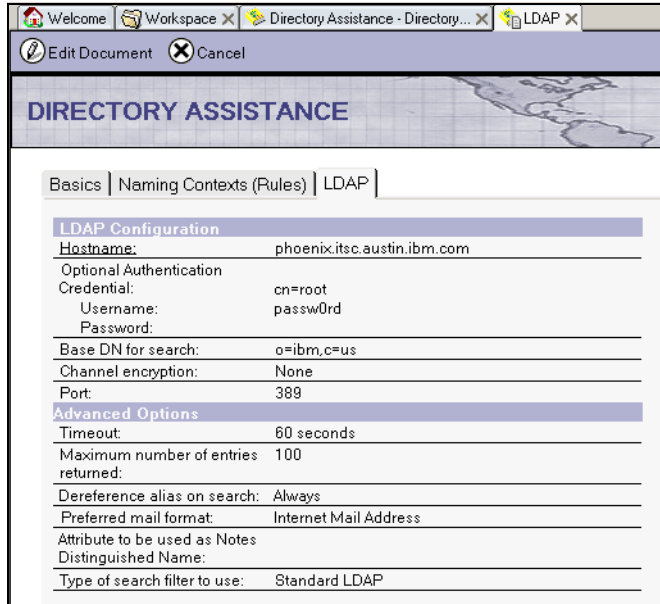 Welcome Workspace Directory Assistance - Directory... LDAP
Edit Document Cancel
DIRECTORY ASSISTANCE
Basics Naming Contexts (Rules) LDAP
LDAP Configuration
Hostname: phoenix.itsc.austin.ibm.com
Optional Authentication
Credential: cn=root
Username: passw0rd
Password:
Base DN for search: o=ibm,c=us
Channel encryption: None
Port: 389
Advanced Options
Timeout: 60 seconds
Maximum number of entries 100
returned:
Dereference alias on search: Always
Preferred mail format: Internet Mail Address
Attribute to be used as Notes
Distinguished Name:
Type of search filter to use: Standard LDAP